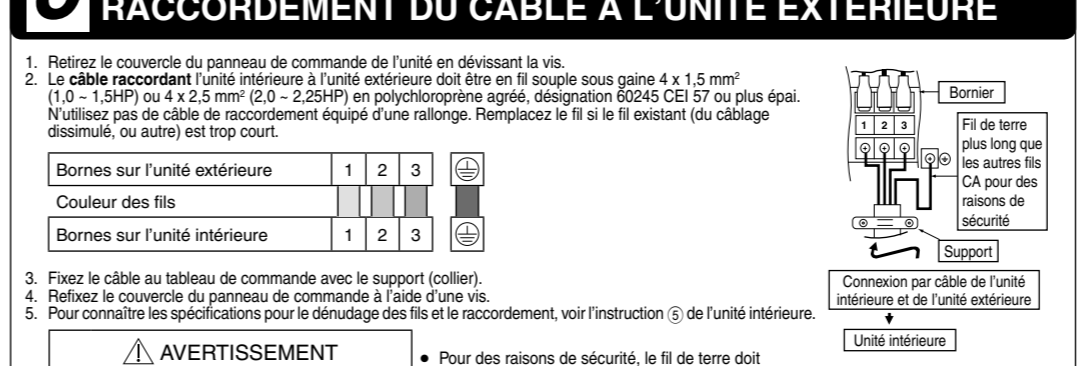 RACCORDEMENT DU CÂBLE À L'UNITÉ EXTÉRIEURE
1. Retirez le couvercle du panneau de commande de l'unité en dévissant la vis.
2. Le câble raccordant l'unité intérieure à l'unité extérieure doit être en fil souple sous gaine 4 x 1,5 mm²
(1,0 ~ 1,5HP) ou 4 x 2,5 mm² (2,0 ~ 2,25HP) en polychloroprène agréé, désignation 60245 CEI 57 ou plus épai.
N'utilisez pas de câble de raccordement équipé d'une rallonge. Remplacez le fil si le fil existant (du câblage
dissimulé, ou autre) est trop court.
Bornes sur l'unité extérieure 1 2 3
Couleur des fils
Bornes sur l'unité intérieure 1 2 3
3. Fixez le câble au tableau de commande avec le support (collier).
4. Refixez le couvercle du panneau de commande à l'aide d'une vis.
5. Pour connaître les spécifications pour le dénudage des fils et le raccordement, voir l'instruction ⑤ de l'unité intérieure.
AVERTISSEMENT
• Pour des raisons de sécurité, le fil de terre doit
Bornier
1 2 3
Fil de terre
plus long que
les autres fils
CA pour des
raisons de
sécurité
Support
Connexion par câble de l'unité
intérieure et de l'unité extérieure
Unité intérieure